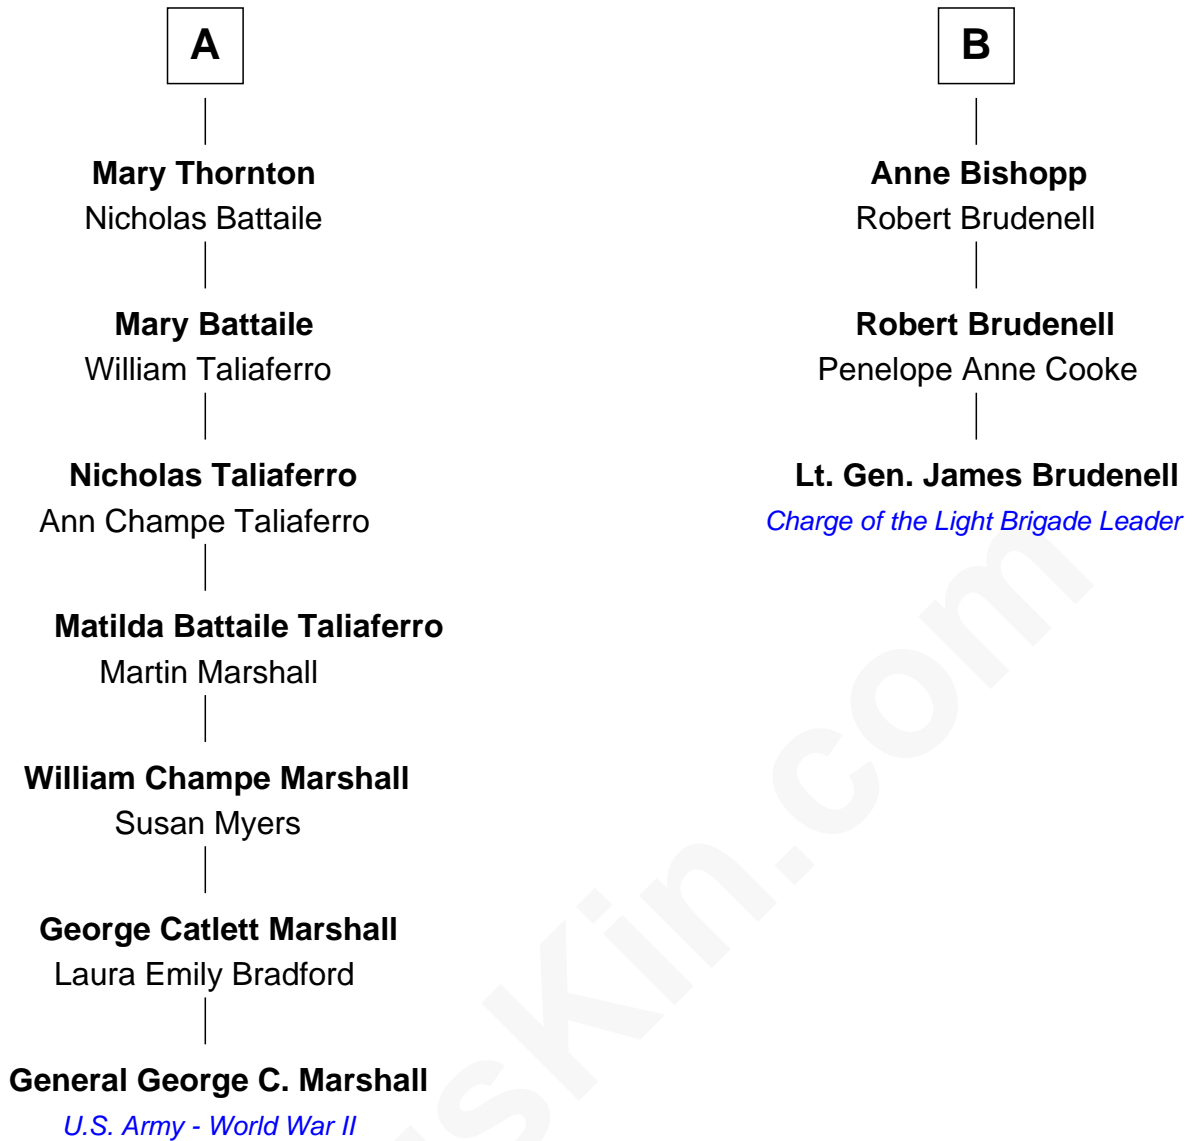 A
Mary Thornton
Nicholas Battaile
Mary Battaile
William Taliaferro
Nicholas Taliaferro
Ann Champe Taliaferro
Matilda Battaile Taliaferro
Martin Marshall
William Champe Marshall
Susan Myers
George Catlett Marshall
Laura Emily Bradford
General George C. Marshall
U.S. Army - World War II
B
Anne Bishopp
Robert Brudenell
Robert Brudenell
Penelope Anne Cooke
Lt. Gen. James Brudenell
Charge of the Light Brigade Leader
sKin.com